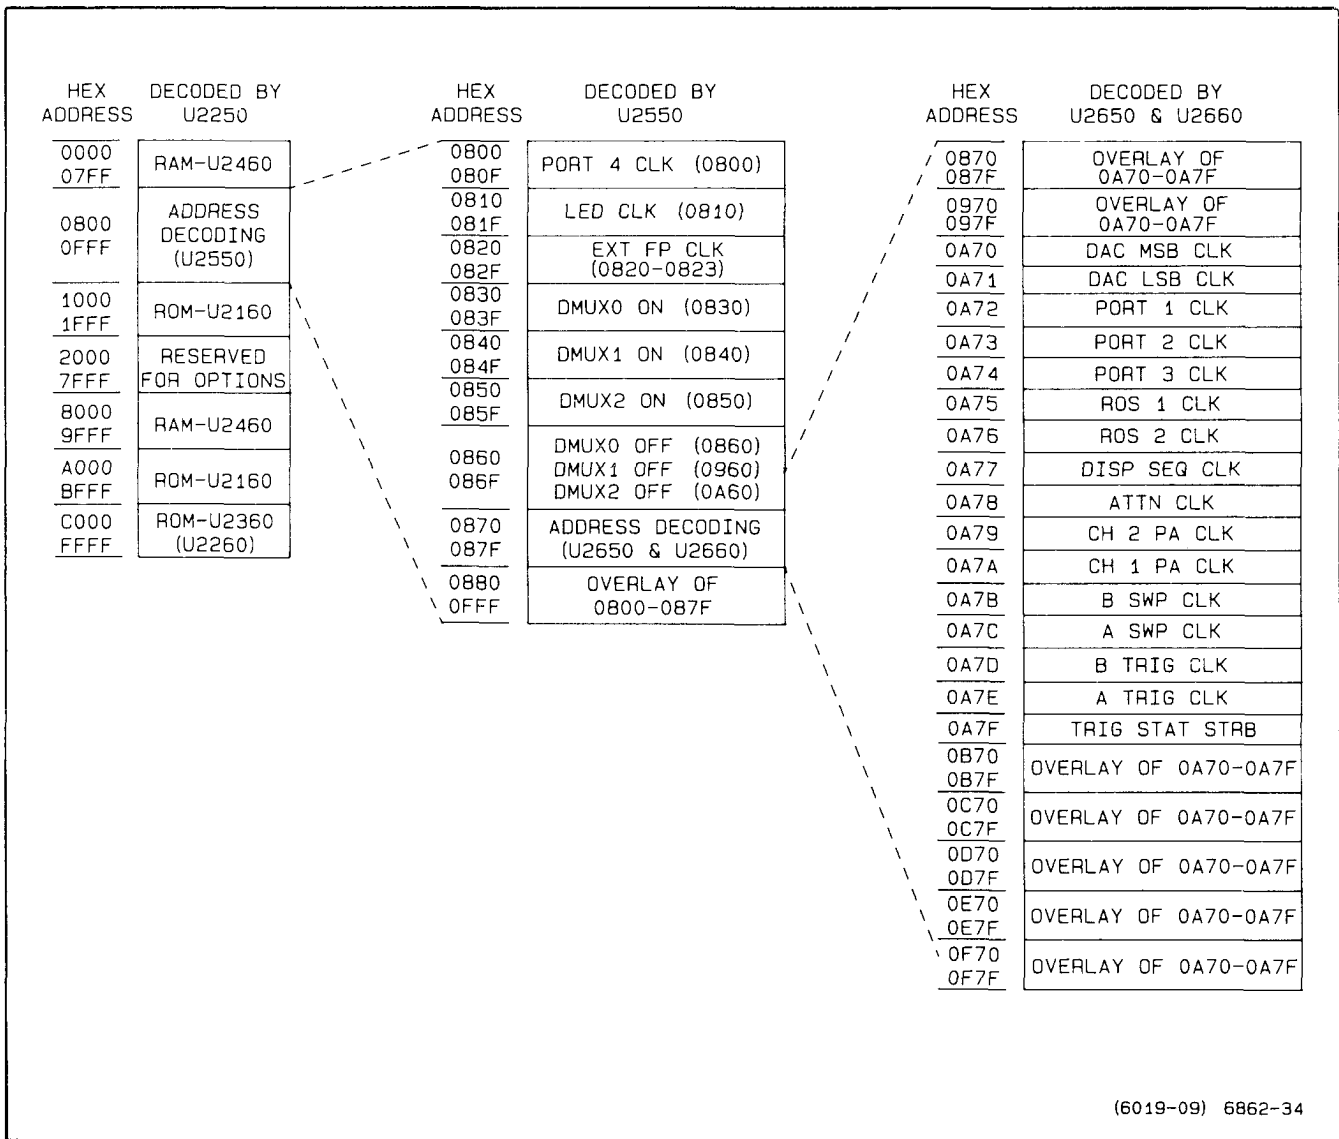 HEX ADDRESS
DECODED BY U2250
0000
07FF
RAM-U2460
0800
0FFF
ADDRESS
DECODING
(U2550)
1000
1FFF
ROM-U2160
2000
7FFF
RESERVED
FOR OPTIONS
8000
9FFF
RAM-U2460
A000
BFFF
ROM-U2160
C000
FFFF
ROM-U2360
(U2260)
HEX ADDRESS
DECODED BY U2550
0800
080F
PORT 4 CLK (0800)
0810
081F
LED CLK (0810)
0820
082F
EXT FP CLK
(0820-0823)
0830
083F
DMUX0 ON (0830)
0840
084F
DMUX1 ON (0840)
0850
085F
DMUX2 ON (0850)
0860
086F
DMUX0 OFF (0860)
DMUX1 OFF (0960)
DMUX2 OFF (0A60)
0870
087F
ADDRESS DECODING
(U2650 & U2660)
0880
0FFF
OVERLAY OF
0800-087F
HEX ADDRESS
DECODED BY U2650 & U2660
0870
087F
OVERLAY OF
0A70-0A7F
0970
097F
OVERLAY OF
0A70-0A7F
0A70 DAC MSB CLK
0A71 DAC LSB CLK
0A72 PORT 1 CLK
0A73 PORT 2 CLK
0A74 PORT 3 CLK
0A75 ROS 1 CLK
0A76 ROS 2 CLK
0A77 DISP SEQ CLK
0A78 ATTN CLK
0A79 CH 2 PA CLK
0A7A CH 1 PA CLK
0A7B B SWP CLK
0A7C A SWP CLK
0A7D B TRIG CLK
0A7E A TRIG CLK
0A7F TRIG STAT STRB
0B70
0B7F
OVERLAY OF 0A70-0A7F
0C70
0C7F
OVERLAY OF 0A70-0A7F
0D70
0D7F
OVERLAY OF 0A70-0A7F
0E70
0E7F
OVERLAY OF 0A70-0A7F
0F70
0F7F
OVERLAY OF 0A70-0A7F
(6019-09) 6862-34